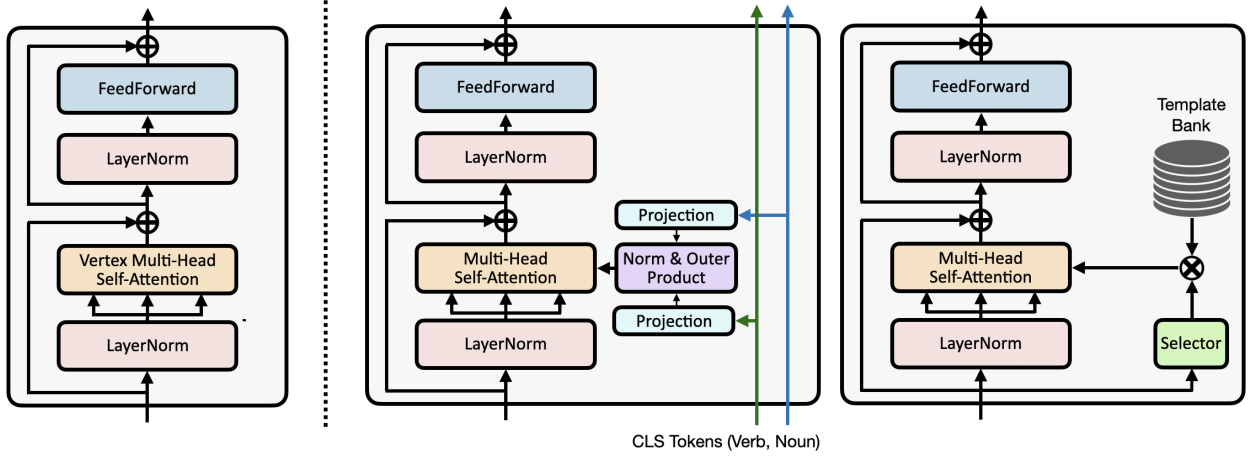 FeedForward
LayerNorm
Vertex Multi-Head
Self-Attention
LayerNorm
FeedForward
LayerNorm
Projection
Multi-Head
Self-Attention
Norm & Outer
Product
Projection
LayerNorm
CLS Tokens (Verb, Noun)
FeedForward
LayerNorm
Template
Bank
Multi-Head
Self-Attention
LayerNorm
Selector